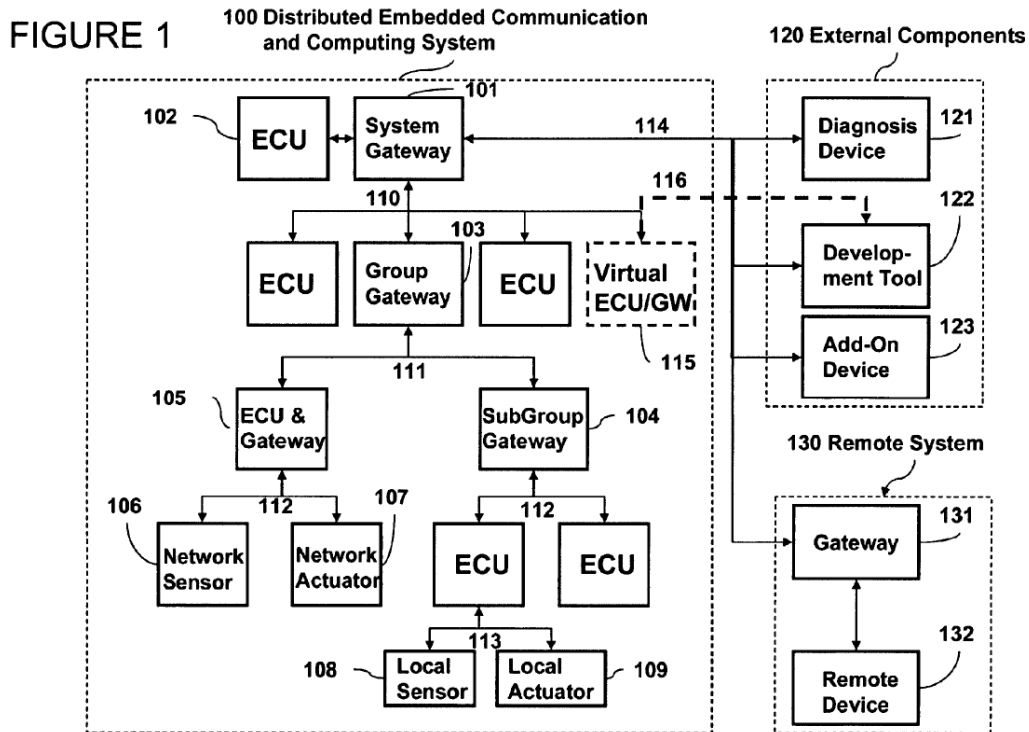 FIGURE 1
100 Distributed Embedded Communication
and Computing System
120 External Components
101
102
ECU
System
Gateway
114
Diagnosis
Device
121
116
110
103
122
ECU
Group
Gateway
ECU
Virtual
ECU/GW
Develop-
ment Tool
115
123
Add-On
Device
111
105
ECU &
Gateway
SubGroup
Gateway
104
130 Remote System
106
112
107
112
131
Gateway
Network
Sensor
Network
Actuator
ECU
ECU
113
108
Local
Sensor
Local
Actuator
109
132
Remote
Device